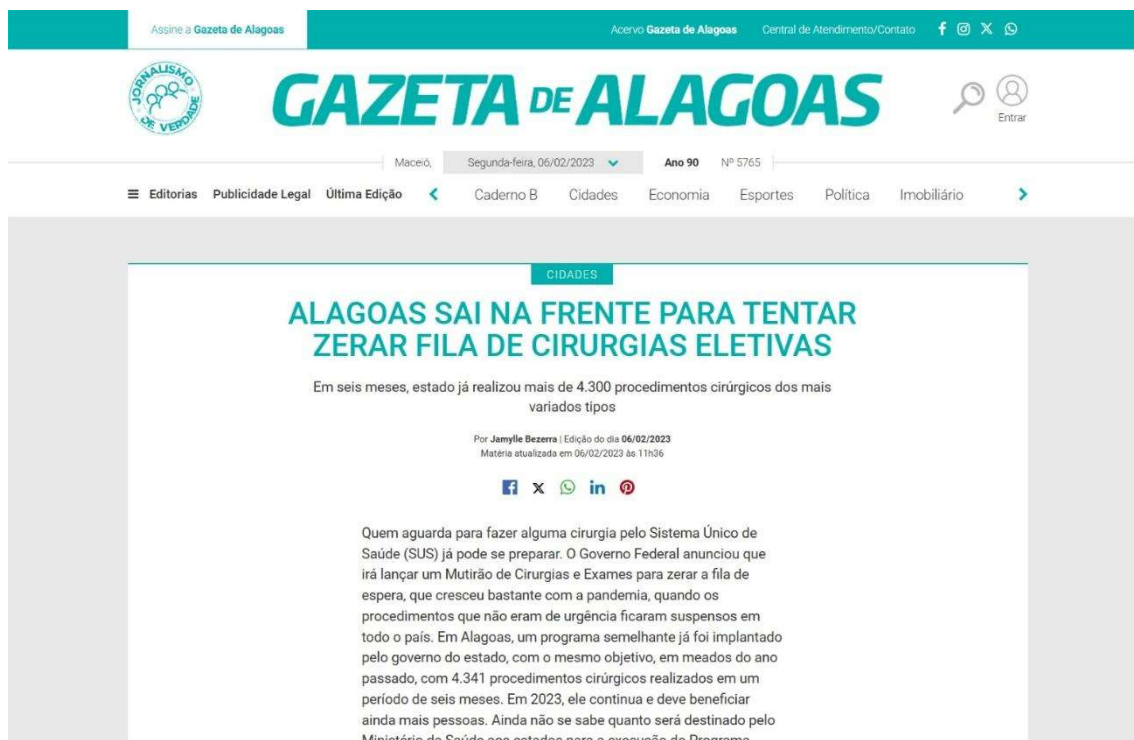 Assine a Gazeta de Alagoas
Acervo Gazeta de Alagoas Central de Atendimento/Contato
JORNALISMO DE VERDADE
GAZETA DE ALAGOAS
Entrar
Maceió, Segunda-feira, 06/02/2023 Ano 90 Nº 5765
Editorias Publicidade Legal Última Edição Caderno B Cidades Economia Esportes Política Imobiliário
CIDADES
ALAGOAS SAI NA FRENTE PARA TENTAR
ZERAR FILA DE CIRURGIAS ELETIVAS
Em seis meses, estado já realizou mais de 4.300 procedimentos cirúrgicos dos mais
variados tipos
Por Jamylle Bezerra | Edição do dia 06/02/2023
Matéria atualizada em 06/02/2023 às 11h36
Quem aguarda para fazer alguma cirurgia pelo Sistema Único de
Saúde (SUS) já pode se preparar. O Governo Federal anunciou que
irá lançar um Mutirão de Cirurgias e Exames para zerar a fila de
espera, que cresceu bastante com a pandemia, quando os
procedimentos que não eram de urgência ficaram suspensos em
todo o país. Em Alagoas, um programa semelhante já foi implantado
pelo governo do estado, com o mesmo objetivo, em meados do ano
passado, com 4.341 procedimentos cirúrgicos realizados em um
período de seis meses. Em 2023, ele continua e deve beneficiar
ainda mais pessoas. Ainda não se sabe quanto será destinado pelo
Ministério da Saúde aos estados para a execução do Programa